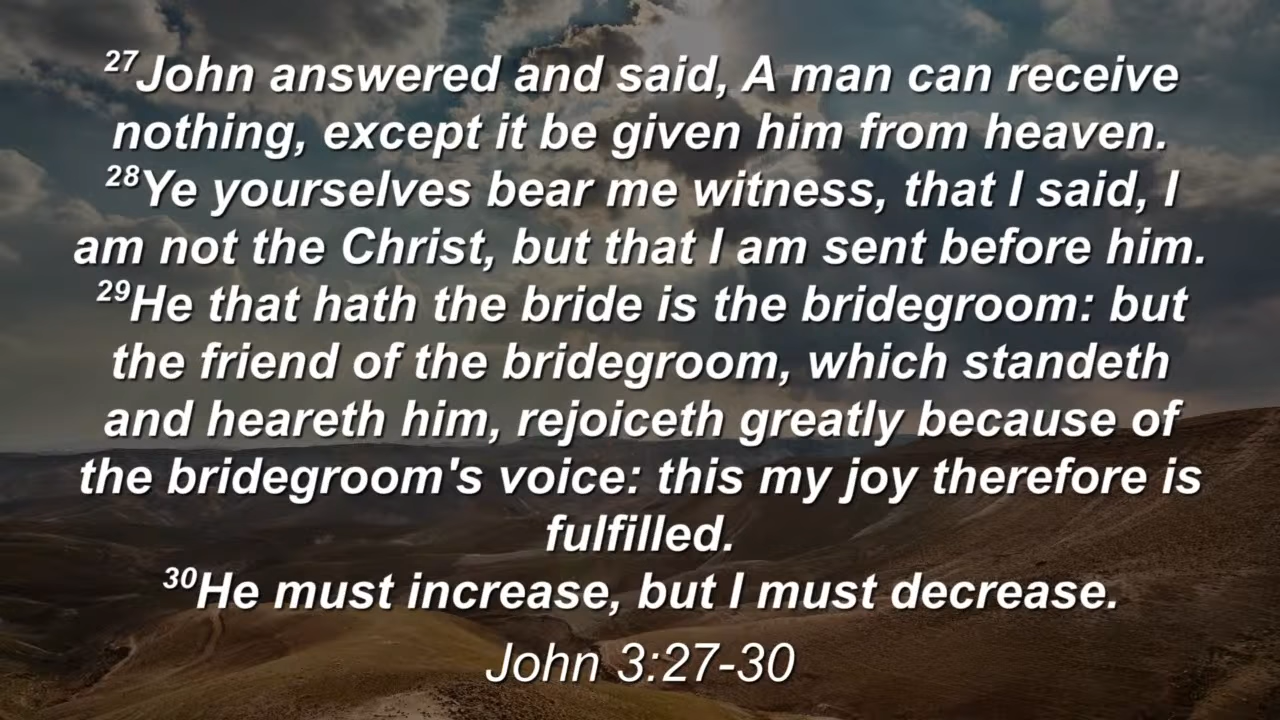 27John answered and said, A man can receive
nothing, except it be given him from heaven.
28Ye yourselves bear me witness, that I said, I
am not the Christ, but that I am sent before him.
29He that hath the bride is the bridegroom: but
the friend of the bridegroom, which standeth
and heareth him, rejoiceth greatly because of
the bridegroom's voice: this my joy therefore is
fulfilled.
30He must increase, but I must decrease.
John 3:27-30